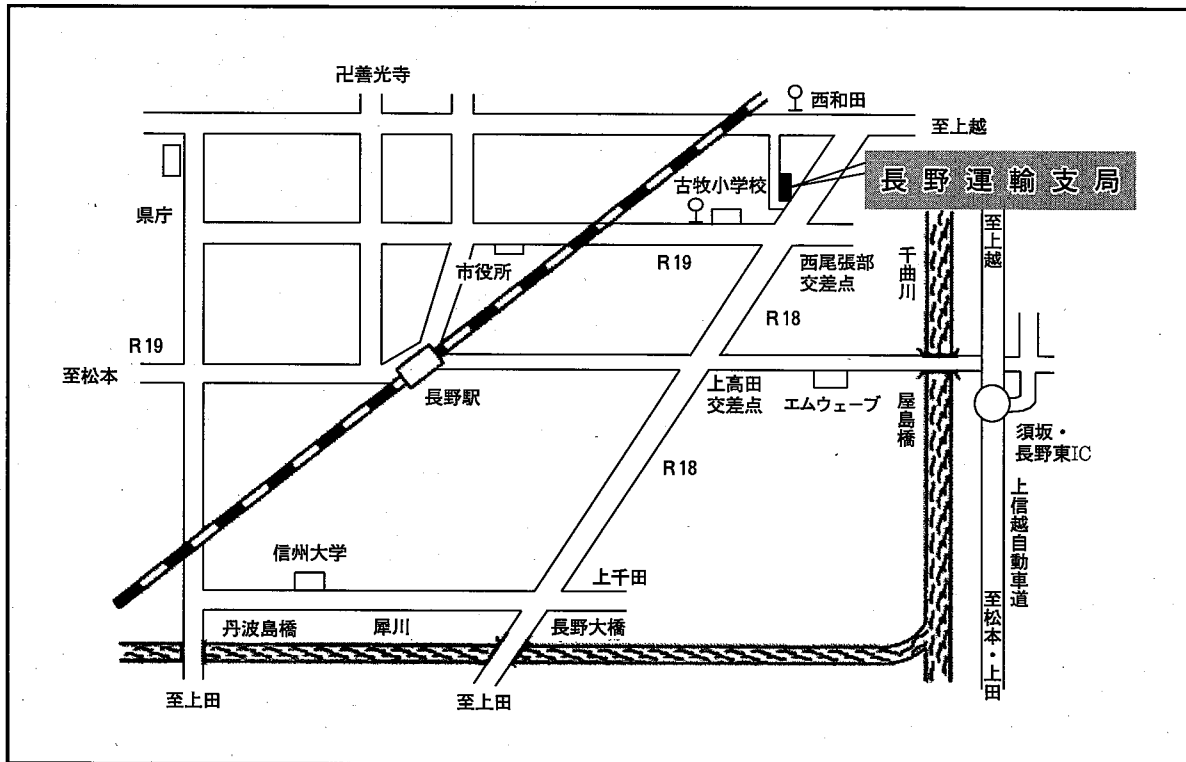 卍善光寺
西和田
至上越
長野運輸支局
古牧小学校
県庁
至上越
千曲川
市役所
R19
西尾張部
交差点
R18
R19
至松本
長野駅
上高田
交差点
エムウェーブ
屋島橋
須坂・
長野東IC
R18
上信越自動車道
信州大学
上千田
至松本・上田
丹波島橋
犀川
長野大橋
至上田
至上田